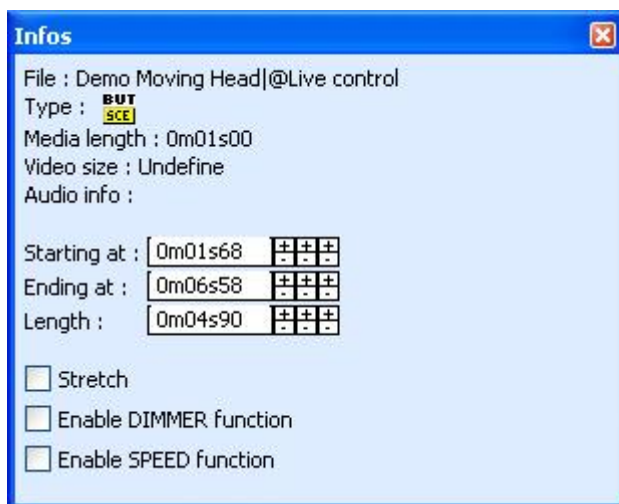 Infos
File : Demo Moving Head|@Live control
Type : BUT SCE
Media length : 0m01s00
Video size : Undefine
Audio info :
Starting at : 0m01s68
Ending at : 0m06s58
Length : 0m04s90
Stretch
Enable DIMMER function
Enable SPEED function